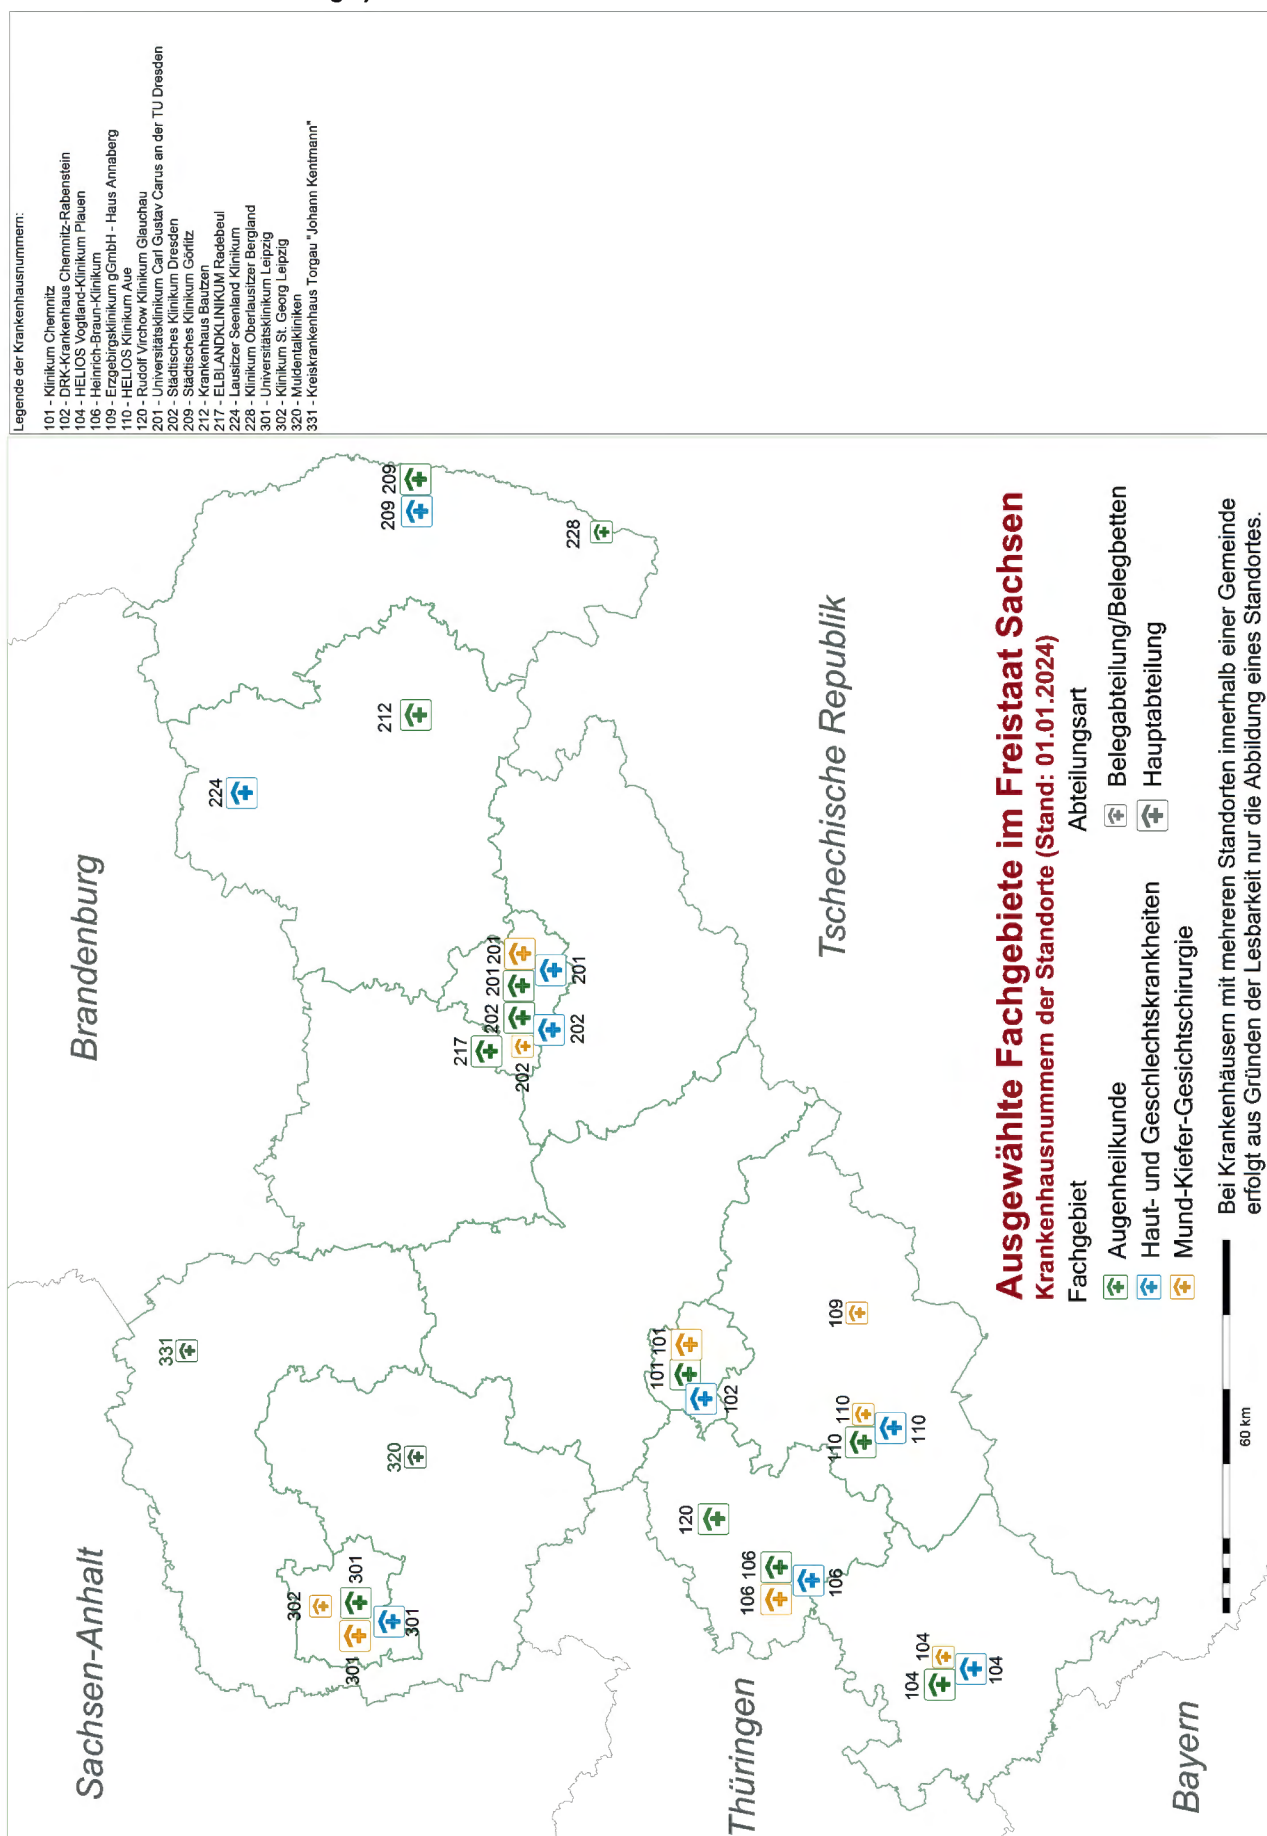 Legende der Krankenhausnummern:
101 - Klinikum Chemnitz
102 - DRK-Krankenhaus Chemnitz-Rabenstein
104 - HELIOS Vogtland-Klinikum Plauen
106 - Heinrich-Braun-Klinikum
109 - Erzgebirgsklinikum gGmbH - Haus Annaberg
110 - HELIOS Klinikum Aue
120 - Rudolf Virchow Klinikum Glauchau
201 - Universitätsklinikum Carl Gustav Carus an der TU Dresden
202 - Städtisches Klinikum Dresden
209 - Städtisches Klinikum Görlitz
212 - Krankenhaus Bautzen
217 - ELBLANDKLINIKUM Radebeul
224 - Lausitzer Seenland Klinikum
228 - Klinikum Oberlausitzer Bergland
301 - Universitätsklinikum Leipzig
302 - Klinikum St. Georg Leipzig
320 - Muldentalkliniken
331 - Kreiskrankenhaus Torgau "Johann Kentmann"
Sachsen-Anhalt
Brandenburg
331
224
302
301
301
301
320
209 209
212
228
217
202 201 201
202
202
201
101 101
102
120
106 106
106
110 110
110
109
104 104
104
Thüringen
Bayern
Tschechische Republik
Ausgewählte Fachgebiete im Freistaat Sachsen
Krankenhausnummern der Standorte (Stand: 01.01.2024)
Fachgebiet
Augenheilkunde
Haut- und Geschlechtskrankheiten
Mund-Kiefer-Gesichtschirurgie
Abteilungsart
Belegabteilung/Belegbetten
Hauptabteilung
60 km
Bei Krankenhäusern mit mehreren Standorten innerhalb einer Gemeinde
erfolgt aus Gründen der Lesbarkeit nur die Abbildung eines Standortes.